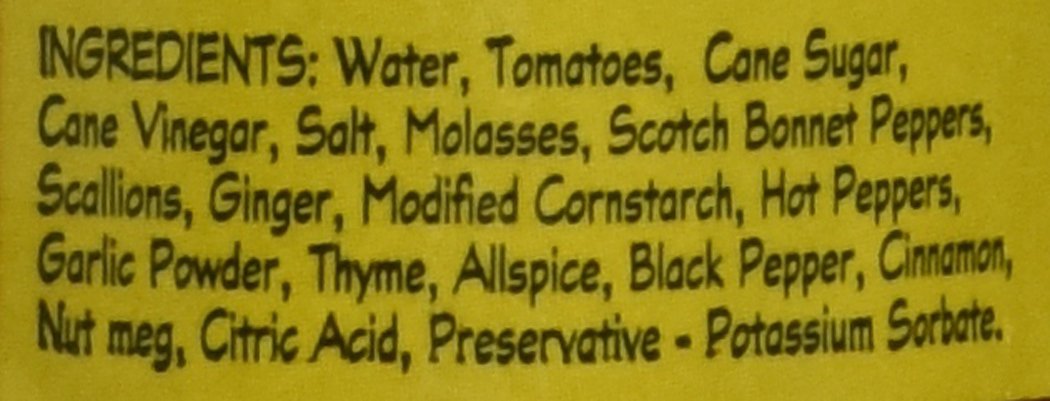 INGREDIENTS: Water, Tomatoes, Cane Sugar,
Cane Vinegar, Salt, Molasses, Scotch Bonnet Peppers,
Scallions, Ginger, Modified Cornstarch, Hot Peppers,
Garlic Powder, Thyme, Allspice, Black Pepper, Cinnamon,
Nut meg, Citric Acid, Preservative - Potassium Sorbate.